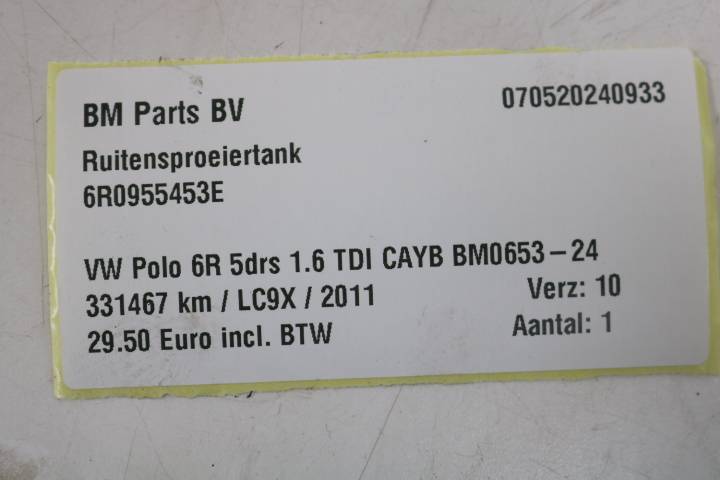 BM Parts BV 070520240933
Ruitensproeiertank
6R0955453E
VW Polo 6R 5drs 1.6 TDI CAYB BM0653-24
331467 km / LC9X / 2011 Verz: 10
29.50 Euro incl. BTW Aantal: 1